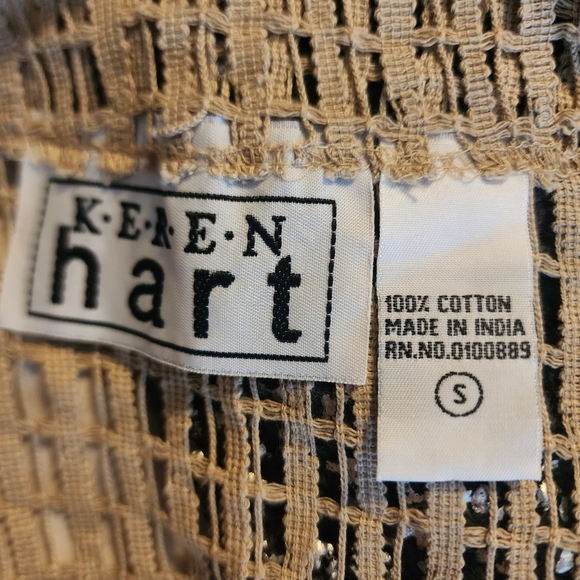 K·E·R·E·N
hart
100% COTTON
MADE IN INDIA
RN.NO.0100889
S